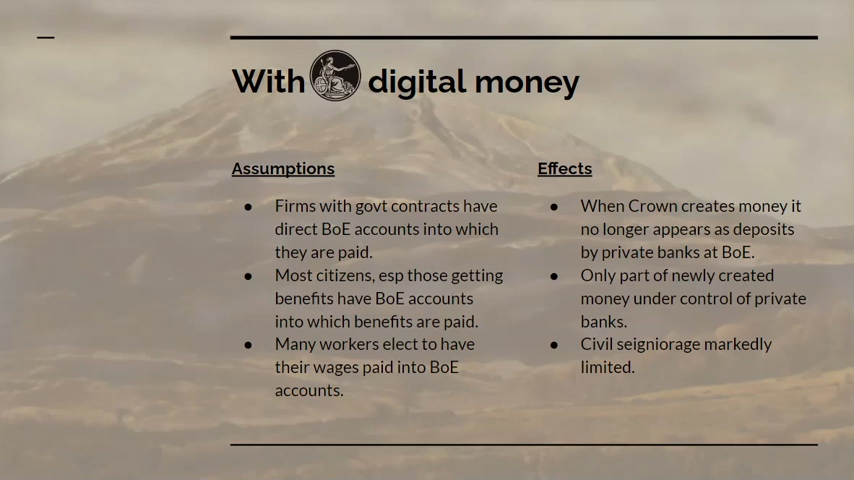 With digital money
Assumptions
● Firms with govt contracts have
direct BoE accounts into which
they are paid.
● Most citizens, esp those getting
benefits have BoE accounts
into which benefits are paid.
● Many workers elect to have
their wages paid into BoE
accounts.
Effects
● When Crown creates money it
no longer appears as deposits
by private banks at BoE.
● Only part of newly created
money under control of private
banks.
● Civil seigniorage markedly
limited.